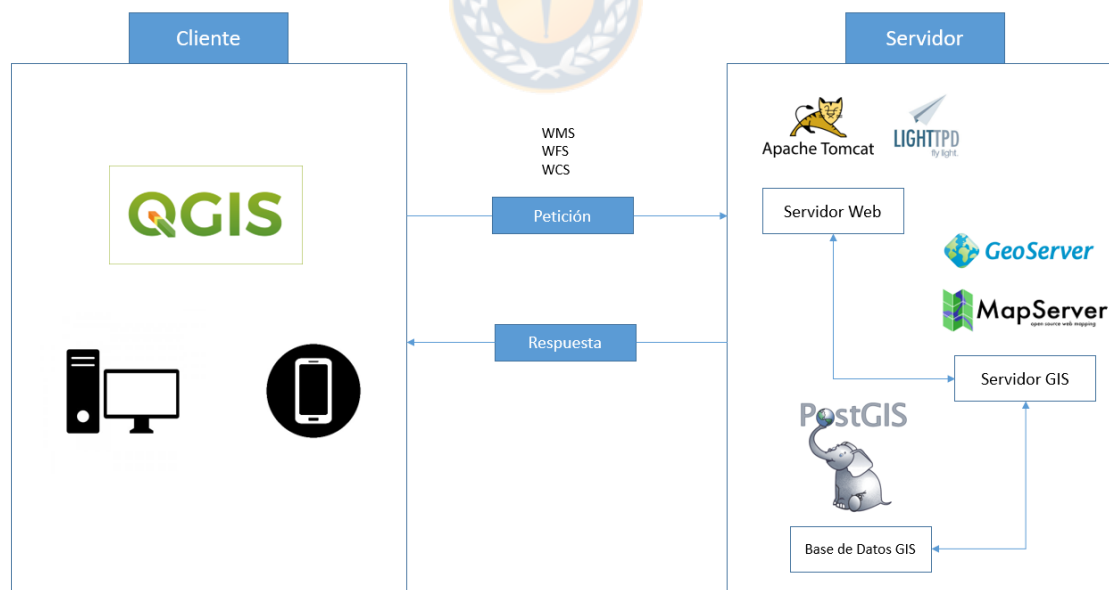 Cliente
Servidor
QGIS
WMS
WFS
WCS
Petición
Respuesta
Apache Tomcat
LIGHTTPD
fly light.
Servidor Web
GeoServer
MapServer
open source web mapping
Servidor GIS
PostGIS
Base de Datos GIS